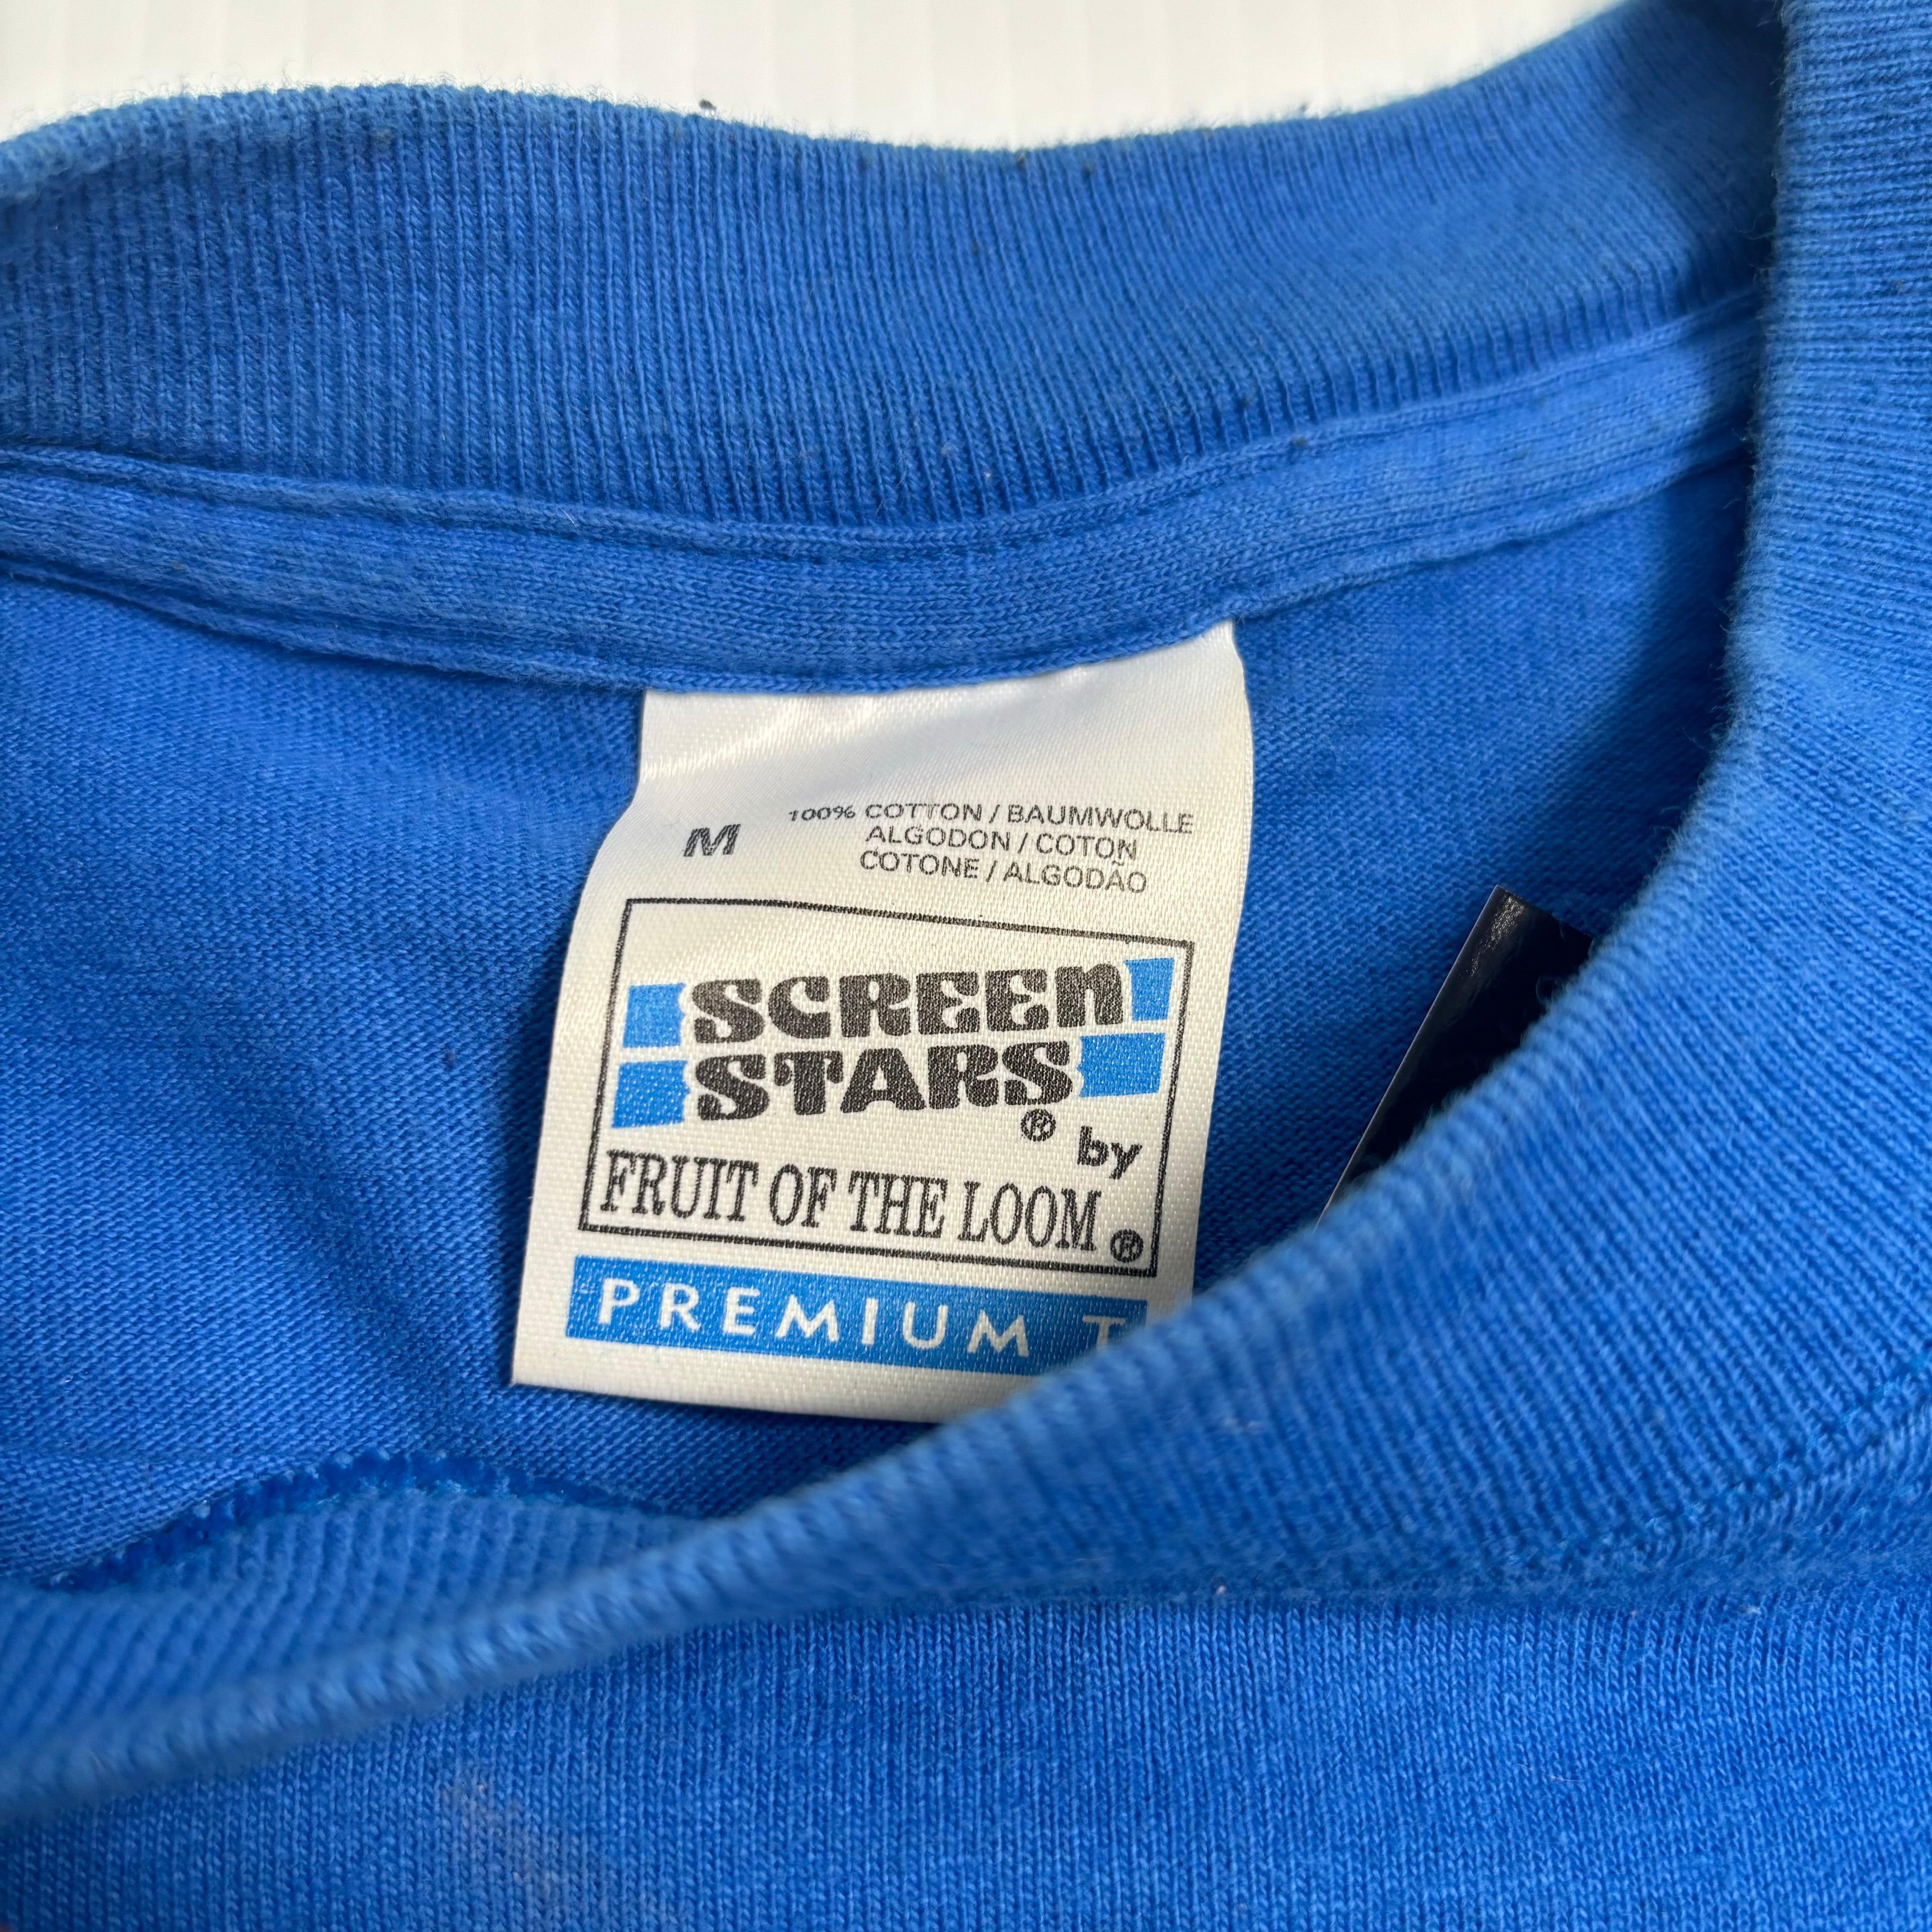 M
100% COTTON / BAUMWOLLE
ALGODON / COTON
COTONE / ALGODÃO
SCREEN
STARS®
by
FRUIT OF THE LOOM®
PREMIUM T